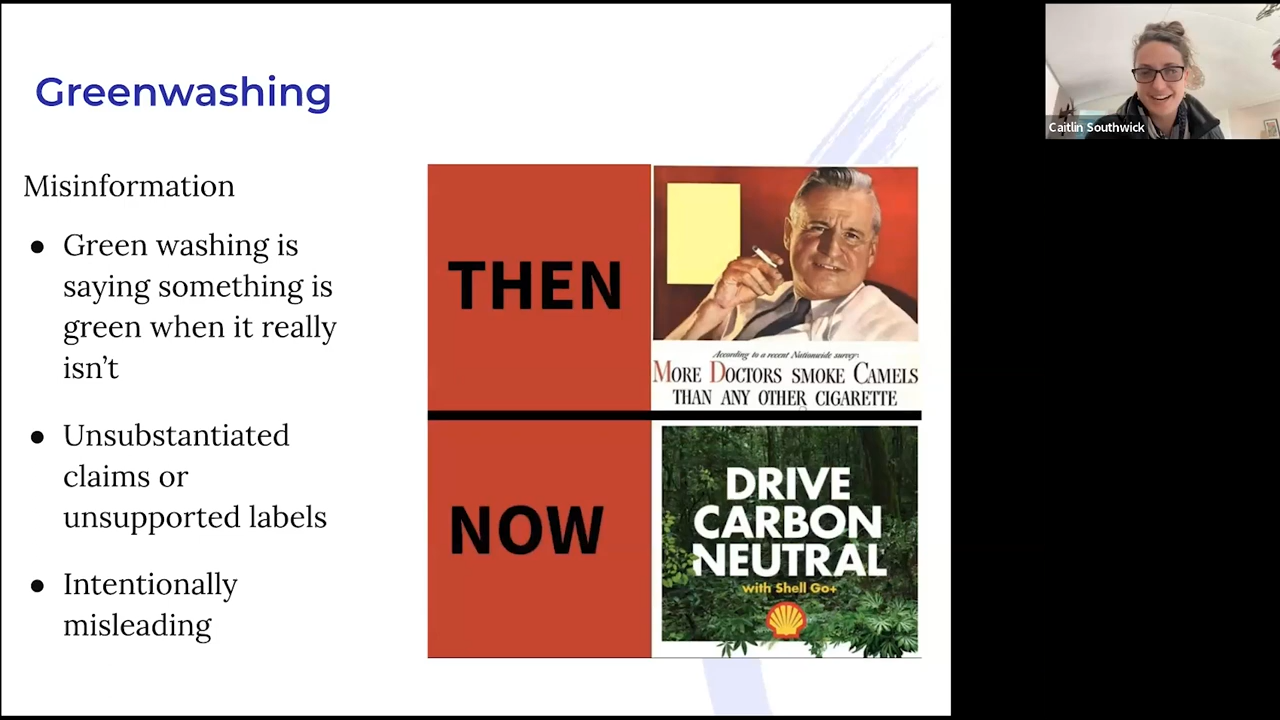 Greenwashing
Misinformation
● Green washing is
saying something is
green when it really
isn't
● Unsubstantiated
claims or
unsupported labels
● Intentionally
misleading
THEN
According to a recent Nationwide survey:
MORE DOCTORS SMOKE CAMELS
THAN ANY OTHER CIGARETTE
NOW
DRIVE
CARBON
NEUTRAL
with Shell Go+
Caitlin Southwick